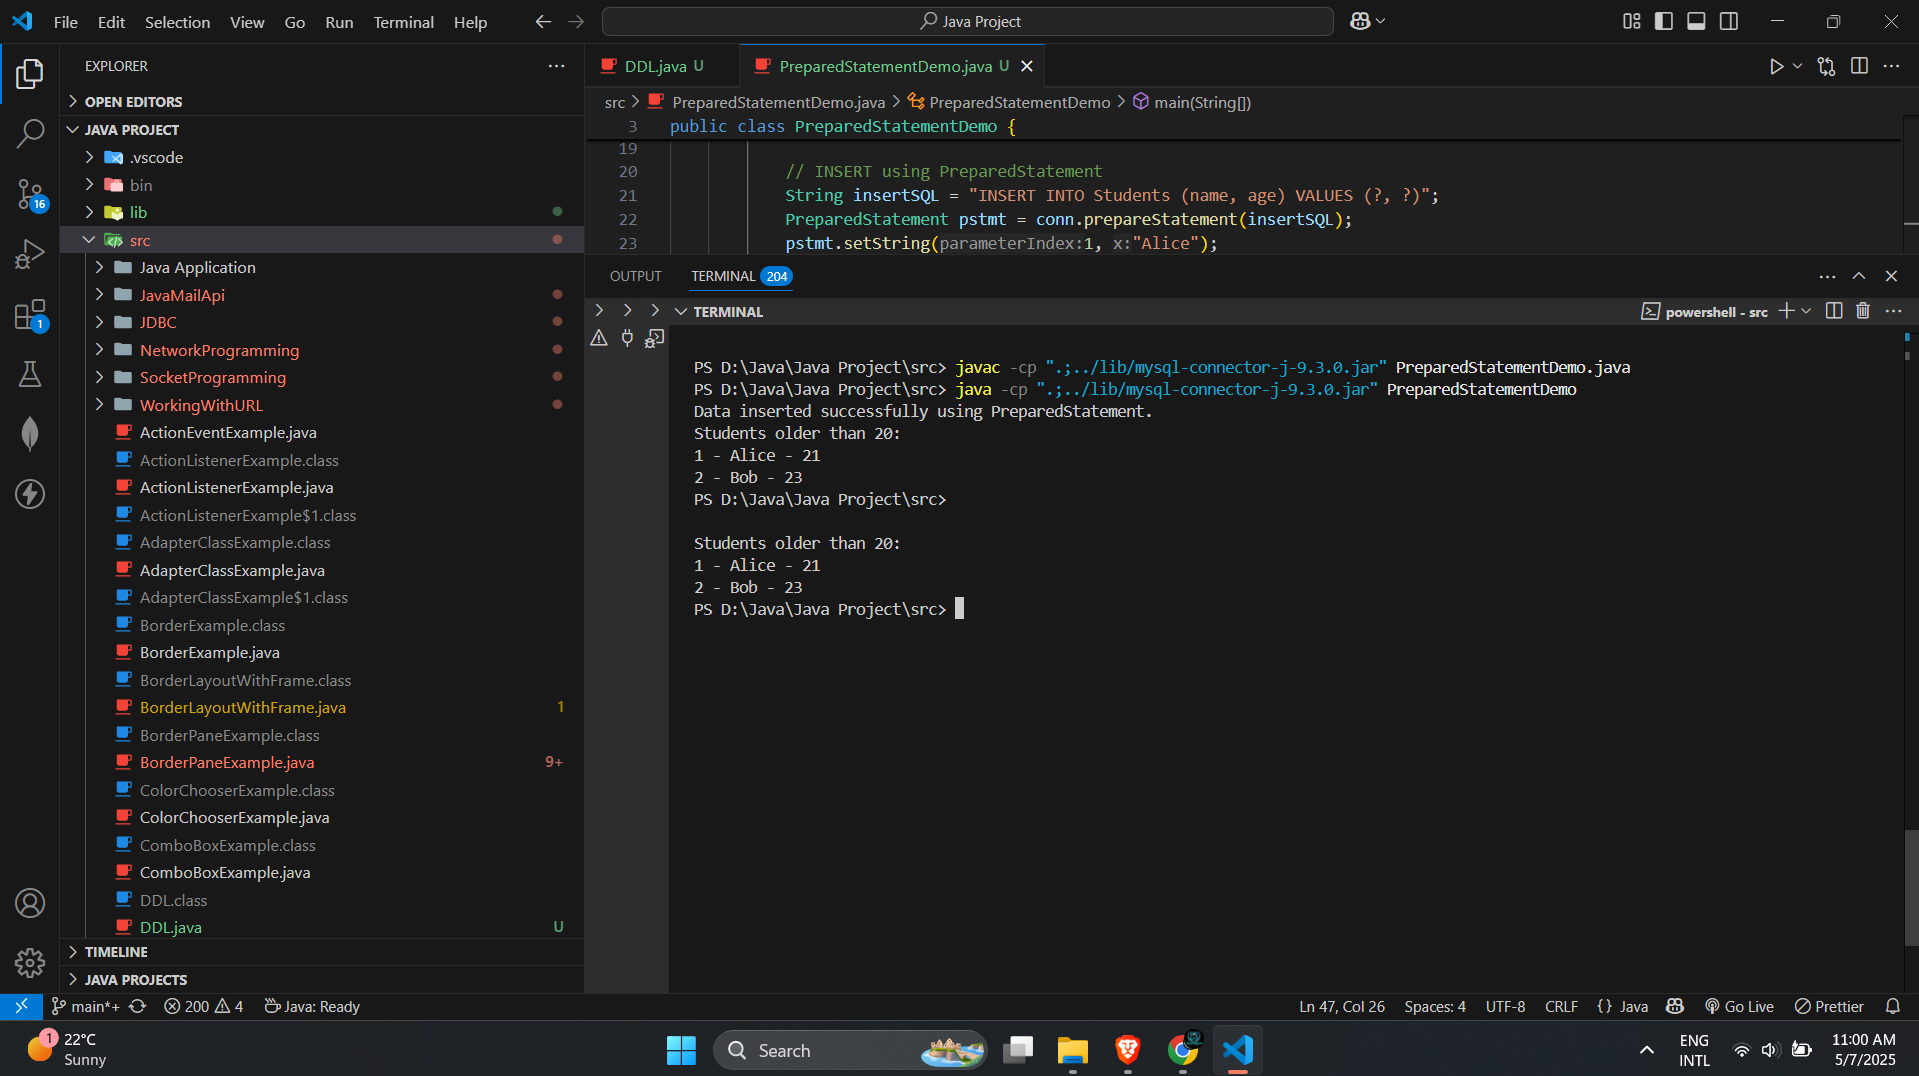 File Edit Selection View Go Run Terminal Help
Java Project
EXPLORER
OPEN EDITORS
JAVA PROJECT
.vscode
bin
lib
src
Java Application
JavaMailApi
JDBC
NetworkProgramming
SocketProgramming
WorkingWithURL
ActionEventExample.java
ActionListenerExample.class
ActionListenerExample.java
ActionListenerExample$1.class
AdapterClassExample.class
AdapterClassExample.java
AdapterClassExample$1.class
BorderExample.class
BorderExample.java
BorderLayoutWithFrame.class
BorderLayoutWithFrame.java 1
BorderPaneExample.class
BorderPaneExample.java 9+
ColorChooserExample.class
ColorChooserExample.java
ComboBoxExample.class
ComboBoxExample.java
DDL.class
DDL.java U
TIMELINE
JAVA PROJECTS
16
1
DDL.java U
PreparedStatementDemo.java U
src > PreparedStatementDemo.java > PreparedStatementDemo > main(String[])
3 public class PreparedStatementDemo {
19
20 // INSERT using PreparedStatement
21 String insertSQL = "INSERT INTO Students (name, age) VALUES (?, ?)";
22 PreparedStatement pstmt = conn.prepareStatement(insertSQL);
23 pstmt.setString(parameterIndex:1, x:"Alice");
OUTPUT TERMINAL 204
TERMINAL
powershell - src
PS D:\Java\Java Project\src> javac -cp ".;../lib/mysql-connector-j-9.3.0.jar" PreparedStatementDemo.java
PS D:\Java\Java Project\src> java -cp ".;../lib/mysql-connector-j-9.3.0.jar" PreparedStatementDemo
Data inserted successfully using PreparedStatement.
Students older than 20:
1 - Alice - 21
2 - Bob - 23
PS D:\Java\Java Project\src>
Students older than 20:
1 - Alice - 21
2 - Bob - 23
PS D:\Java\Java Project\src>
main*+ 200 4 Java: Ready
Ln 47, Col 26 Spaces: 4 UTF-8 CRLF {} Java Go Live Prettier
1
22°C
Sunny
Search
ENG
INTL
11:00 AM
5/7/2025